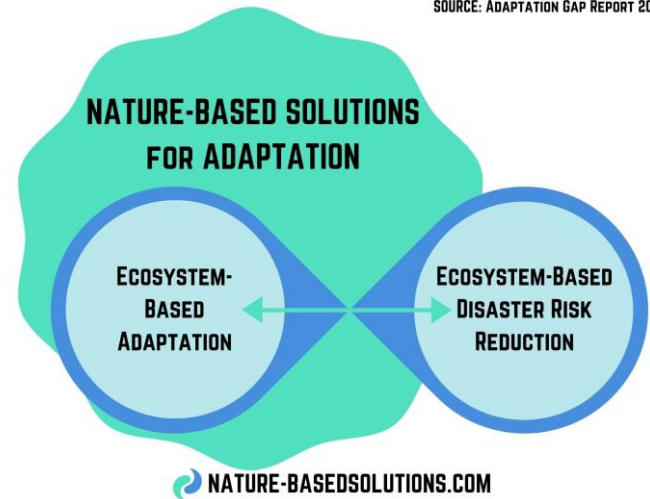 SOURCE: ADAPTATION GAP REPORT 20
NATURE-BASED SOLUTIONS
FOR ADAPTATION
ECOSYSTEM-
BASED
ADAPTATION
ECOSYSTEM-BASED
DISASTER RISK
REDUCTION
NATURE-BASEDSOLUTIONS.COM